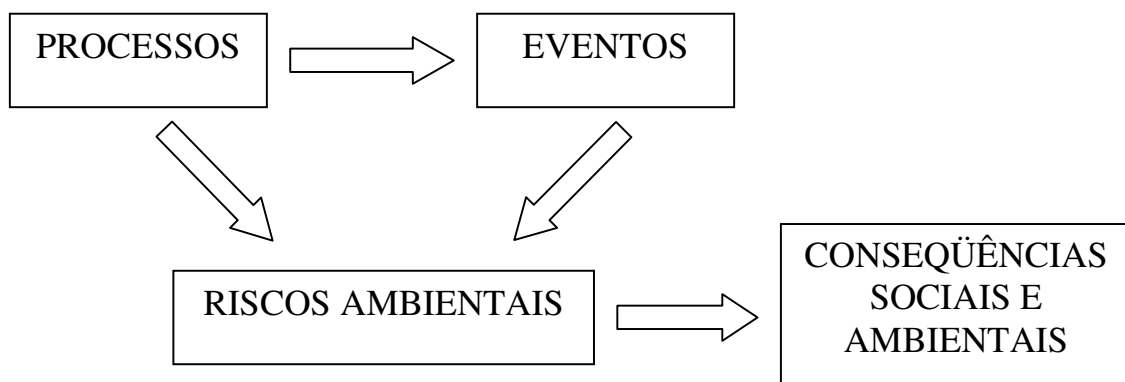 PROCESSOS
EVENTOS
RISCOS AMBIENTAIS
CONSEQÜÊNCIAS
SOCIAIS E
AMBIENTAIS